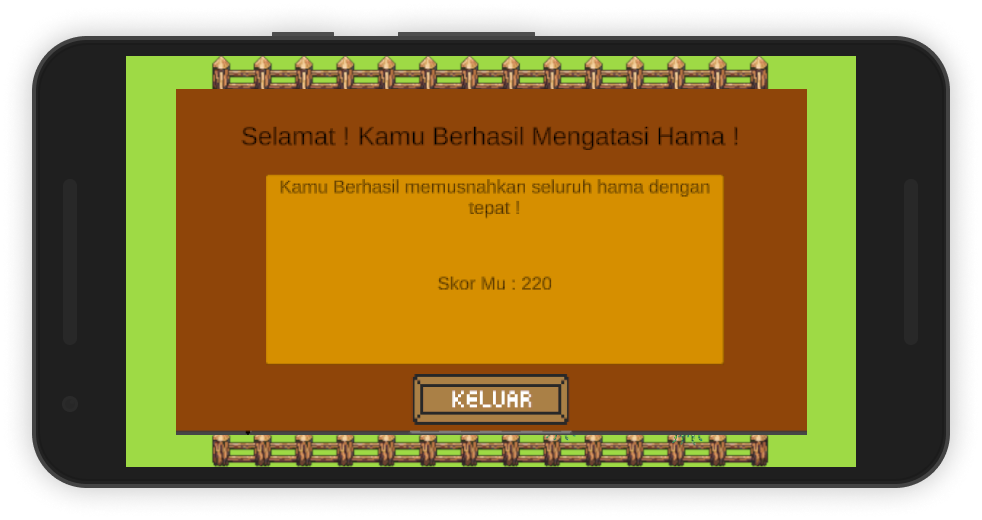 Selamat ! Kamu Berhasil Mengatasi Hama !
Kamu Berhasil memusnahkan seluruh hama dengan
tepat !
Skor Mu : 220
KELUAR